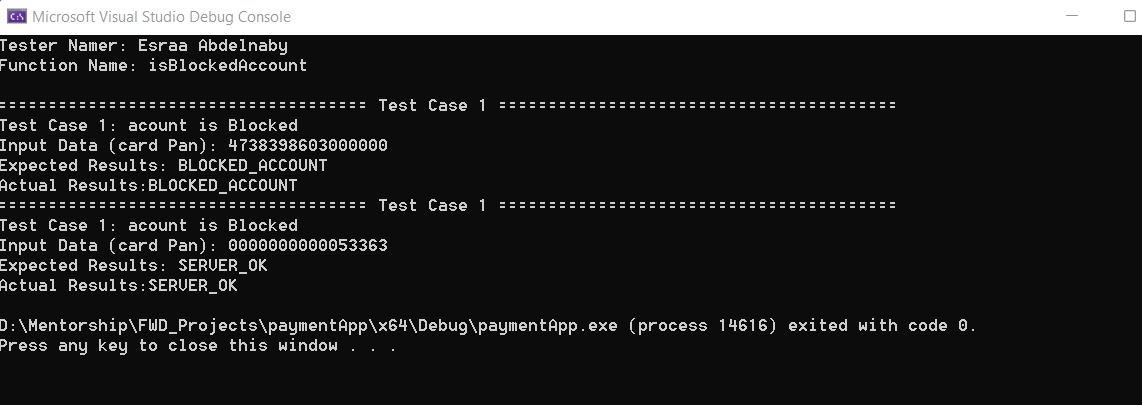 Microsoft Visual Studio Debug Console
Tester Namer: Esraa Abdelnaby
Function Name: isBlockedAccount
===================================== Test Case 1 ========================================
Test Case 1: acount is Blocked
Input Data (card Pan): 4738398603000000
Expected Results: BLOCKED_ACCOUNT
Actual Results:BLOCKED_ACCOUNT
===================================== Test Case 1 ========================================
Test Case 1: acount is Blocked
Input Data (card Pan): 0000000000053363
Expected Results: SERVER_OK
Actual Results:SERVER_OK
D:\Mentorship\FWD_Projects\paymentApp\x64\Debug\paymentApp.exe (process 14616) exited with code 0.
Press any key to close this window . . .